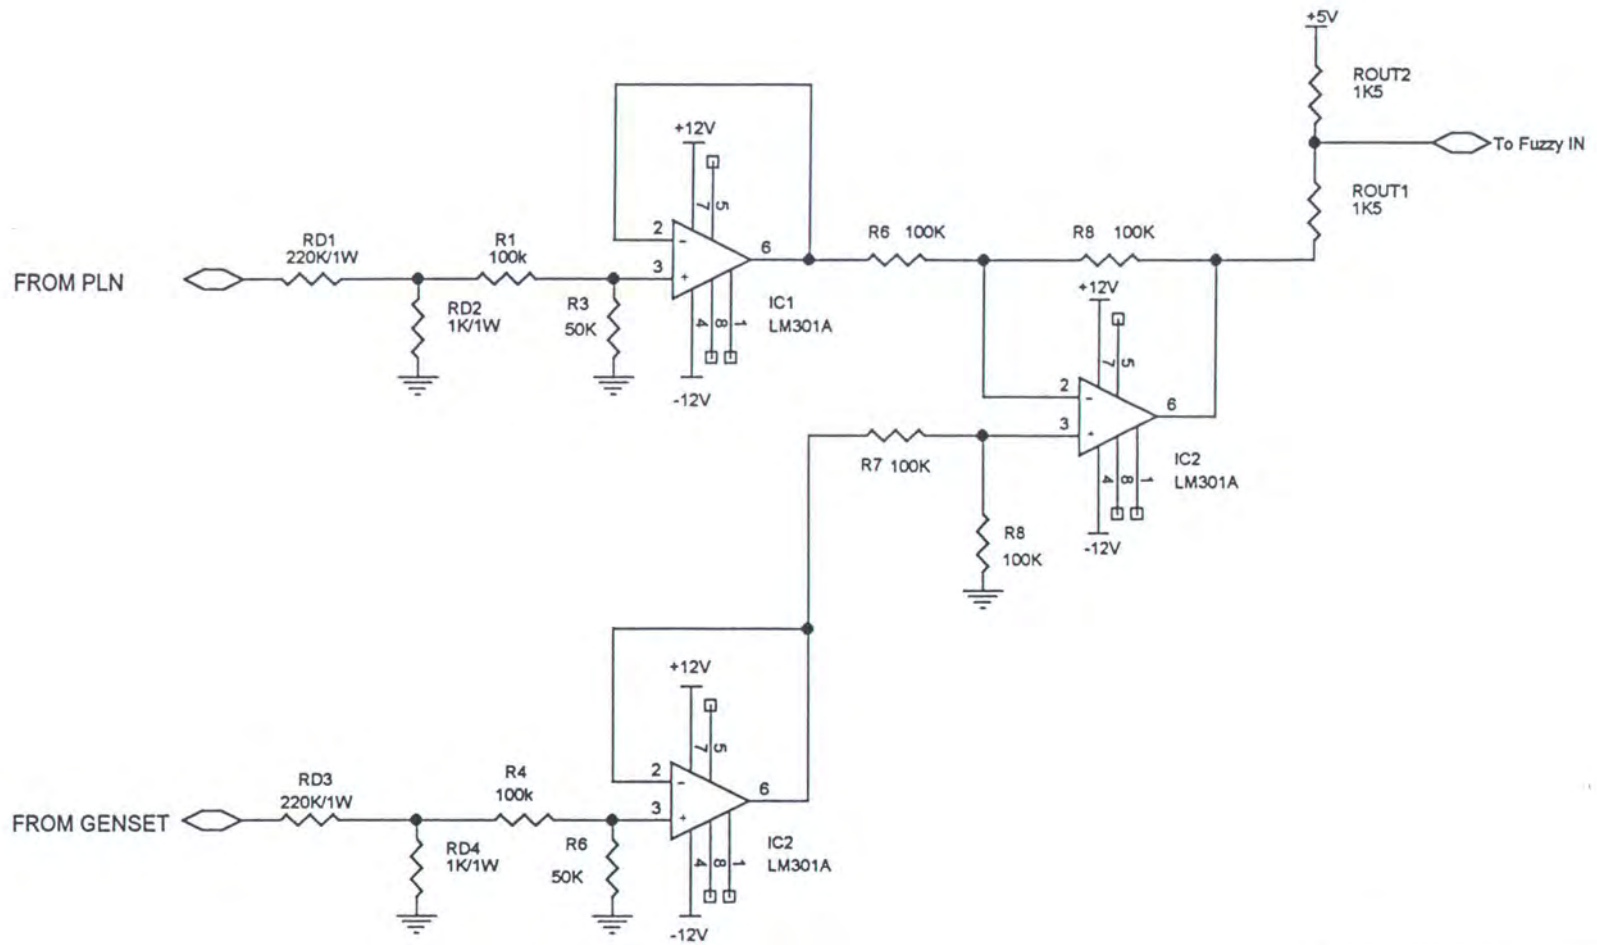 +5V
ROUT2
1K5
To Fuzzy IN
ROUT1
1K5
+12V
5
7
2
-
3
+
6
4
8
1
-12V
IC1
LM301A
FROM PLN
RD1
220K/1W
RD2
1K/1W
R1
100k
R3
50K
R6 100K
R8 100K
+12V
5
7
2
-
3
+
6
4
8
1
-12V
IC2
LM301A
R7 100K
R8
100K
+12V
5
7
2
-
3
+
6
4
8
1
-12V
IC2
LM301A
FROM GENSET
RD3
220K/1W
RD4
1K/1W
R4
100k
R6
50K